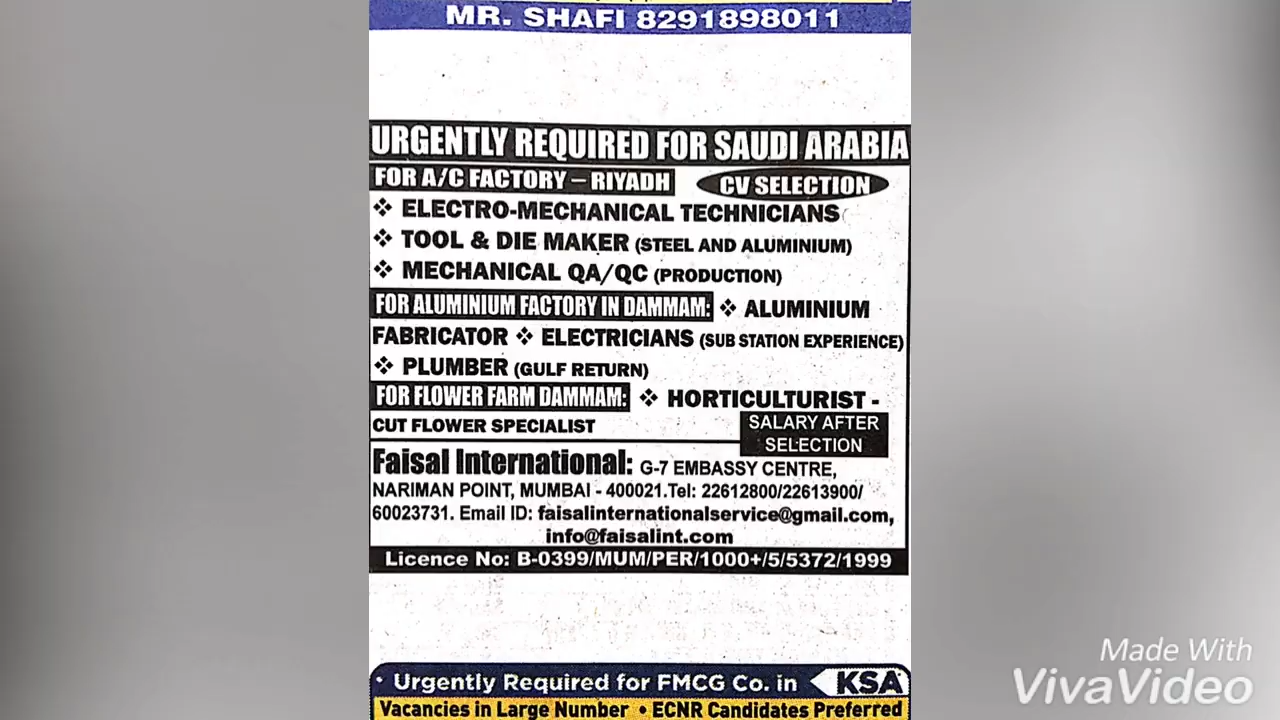 MR. SHAFI 8291898011
URGENTLY REQUIRED FOR SAUDI ARABIA
FOR A/C FACTORY – RIYADH CV SELECTION
❖ ELECTRO-MECHANICAL TECHNICIANS
❖ TOOL & DIE MAKER (STEEL AND ALUMINIUM)
❖ MECHANICAL QA/QC (PRODUCTION)
FOR ALUMINIUM FACTORY IN DAMMAM: ❖ ALUMINIUM
FABRICATOR ❖ ELECTRICIANS (SUB STATION EXPERIENCE)
❖ PLUMBER (GULF RETURN)
FOR FLOWER FARM DAMMAM: ❖ HORTICULTURIST -
CUT FLOWER SPECIALIST
SALARY AFTER
SELECTION
Faisal International: G-7 EMBASSY CENTRE,
NARIMAN POINT, MUMBAI - 400021.Tel: 22612800/22613900/
60023731. Email ID: faisalinternationalservice@gmail.com,
info@faisalint.com
Licence No: B-0399/MUM/PER/1000+/5/5372/1999
• Urgently Required for FMCG Co. in KSA
Vacancies in Large Number • ECNR Candidates Preferred
Made With
VivaVideo